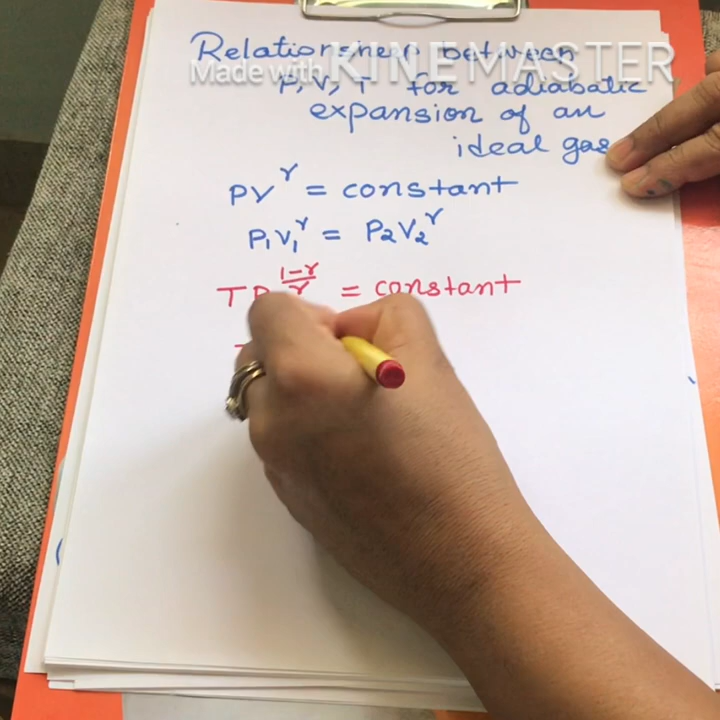 Relationship between
Made with KINEMASTER
P, V, T for adiabatic
expansion of an
ideal gas
PV^γ = constant
P₁V₁^γ = P₂V₂^γ
TP^(1-γ)/γ = constant